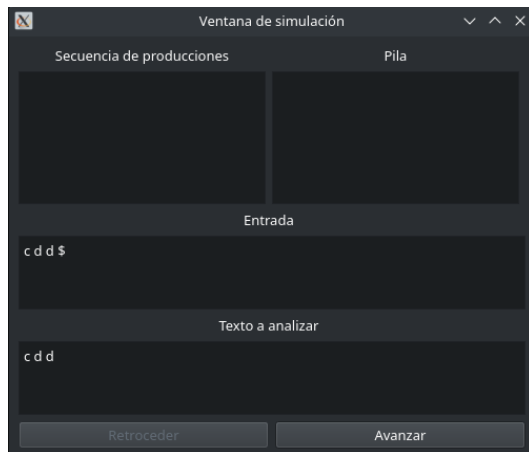 Ventana de simulación
Secuencia de producciones
Pila
Entrada
c d d $
Texto a analizar
c d d
Retroceder
Avanzar